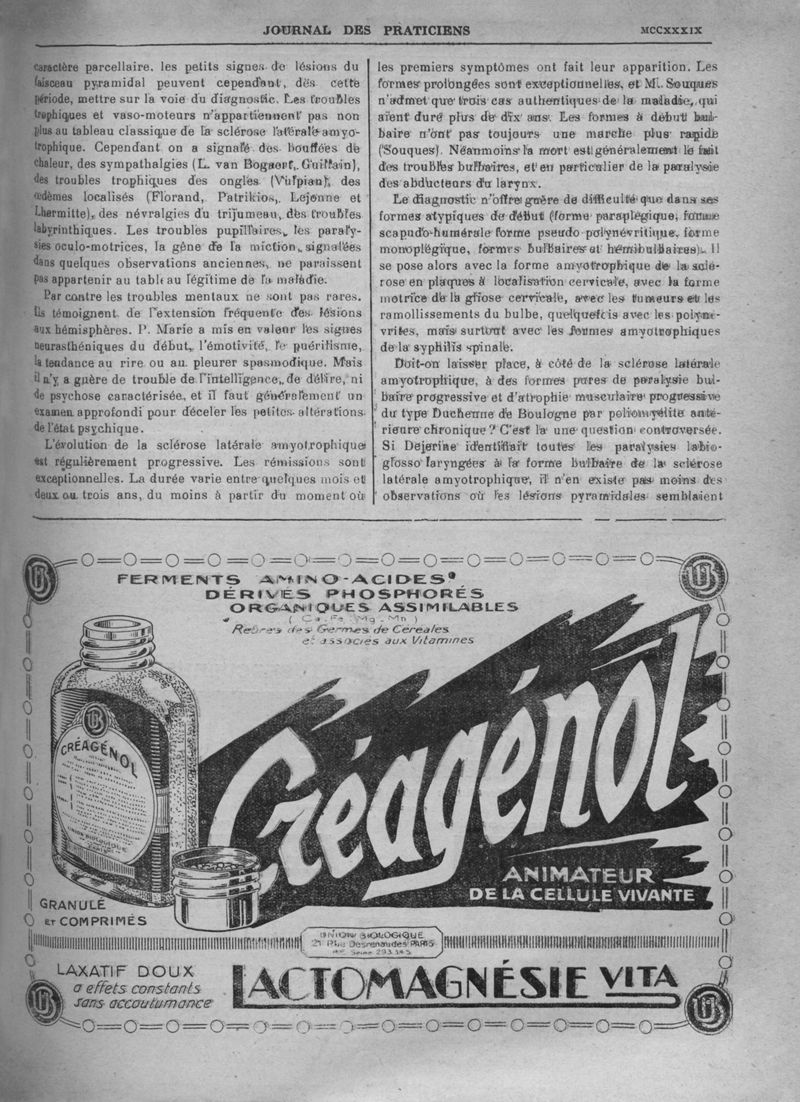 JOURNAL DES PRATICIENS
MCCXXXIX
caractère parcellaire, les petits signes de lésions du
faisceau pyramidal peuvent cependant, dès cette
période, mettre sur la voie du diagnostic. Les troubles
trophiques et vaso-moteurs n'appartiennent pas non
plus au tableau classique de la sclérose latérale amyo-
trophique. Cependant on a signalé des bouffées de
chaleur, des sympathalgies (L. van Bogaert, Guillain),
des troubles trophiques des ongles (Vulpian), des
œdèmes localisés (Florand, Patrikios, Lejonne et
Lhermitte), des névralgies du trijumeau, des troubles
labyrinthiques. Les troubles pupillaires, les paraly-
sies oculo-motrices, la gêne de la miction, signalées
dans quelques observations anciennes, ne paraissent
pas appartenir au tableau légitime de la maladie.
Par contre les troubles mentaux ne sont pas rares.
Ils témoignent de l'extension fréquente des lésions
aux hémisphères. P. Marie a mis en valeur les signes
neurasthéniques du début, l'émotivité, le puérilisme,
la tendance au rire ou au pleurer spasmodique. Mais
il n'y a guère de trouble de l'intelligence, de délire, ni
de psychose caractérisée, et il faut généralement un
examen approfondi pour déceler les petites altérations
de l'état psychique.
L'évolution de la sclérose latérale amyotrophique
est régulièrement progressive. Les rémissions sont
exceptionnelles. La durée varie entre quelques mois et
deux ou trois ans, du moins à partir du moment où
les premiers symptômes ont fait leur apparition. Les
formes prolongées sont exceptionnelles, et M. Souques
n'admet que trois cas authentiques de la maladie, qui
aient duré plus de dix ans. Les formes à début bul-
baire n'ont pas toujours une marche plus rapide
(Souques). Néanmoins la mort est généralement le fait
des troubles bulbaires, et en particulier de la paralysie
des abducteurs du larynx.
Le diagnostic n'offre guère de difficulté que dans ses
formes atypiques de début (forme paraplégique, forme
scapulo-humérale forme pseudo polynévritique, forme
monoplégique, formes bulbaires et hémibulbaires). Il
se pose alors avec la forme amyotrophique de la sclé-
rose en plaques à localisation cervicale, avec la forme
motrice de la gliose cervicale, avec les tumeurs et les
ramollissements du bulbe, quelquefois avec les polyné-
vrites, mais surtout avec les formes amyotrophiques
de la syphilis spinale.
Doit-on laisser place, à côté de la sclérose latérale
amyotrophique, à des formes pures de paralysie bul-
baire progressive et d'atrophie musculaire progressive
du type Duchenne de Boulogne par poliomyélite anté-
rieure chronique ? C'est là une question controversée.
Si Dejerine identifiait toutes les paralysies labio-
glosso laryngées à la forme bulbaire de la sclérose
latérale amyotrophique, il n'en existe pas moins des
observations où les lésions pyramidales semblaient
FERMENTS AMINO-ACIDES
DÉRIVÉS PHOSPHORÉS
ORGANIQUES ASSIMILABLES
( Ca. Fe. Mg. Mn )
Retirés des Germes de Céréales
et associés aux Vitamines
UB
CRÉAGÉNOL
UNION BIOLOGIQUE
Créagénol
ANIMATEUR
DE LA CELLULE VIVANTE
GRANULÉ
ET COMPRIMÉS
UNION BIOLOGIQUE
21 Rue Desrenaudes PARIS
LAXATIF DOUX
a effets constants
sans accoutumance
LACTOMAGNÉSIE VITA